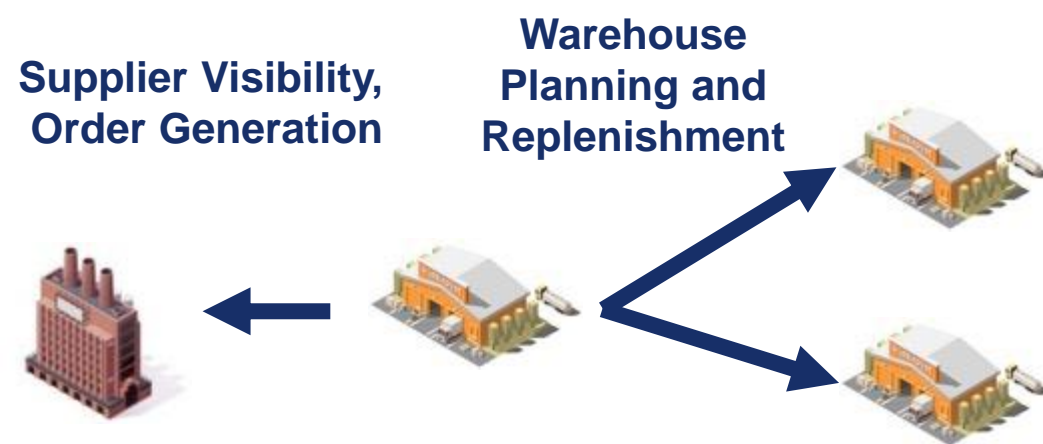 Supplier Visibility,
Order Generation
Warehouse
Planning and
Replenishment